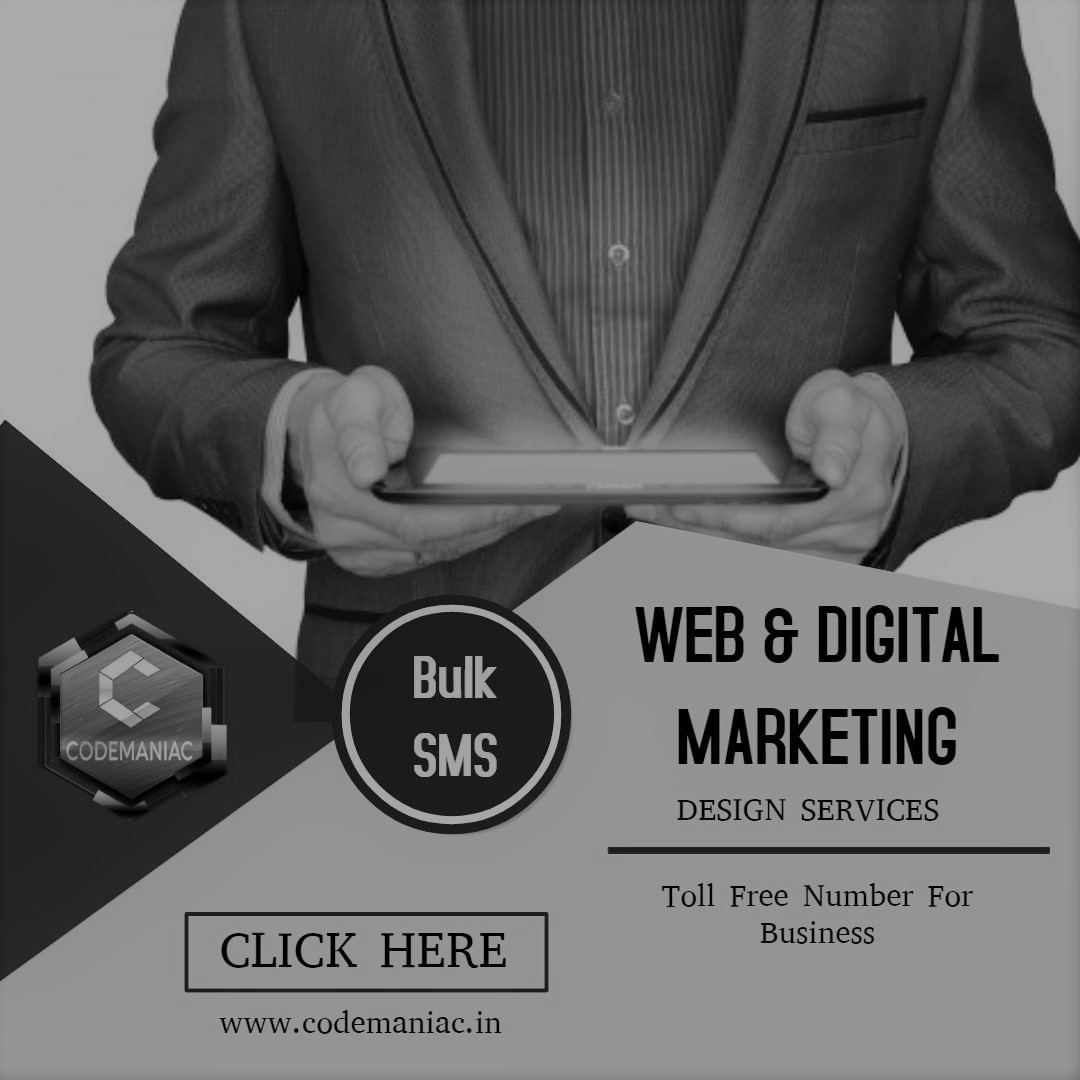 WEB & DIGITAL
MARKETING
DESIGN SERVICES
Toll Free Number For
Business
Bulk
SMS
CODEMANIAC
CLICK HERE
www.codemaniac.in